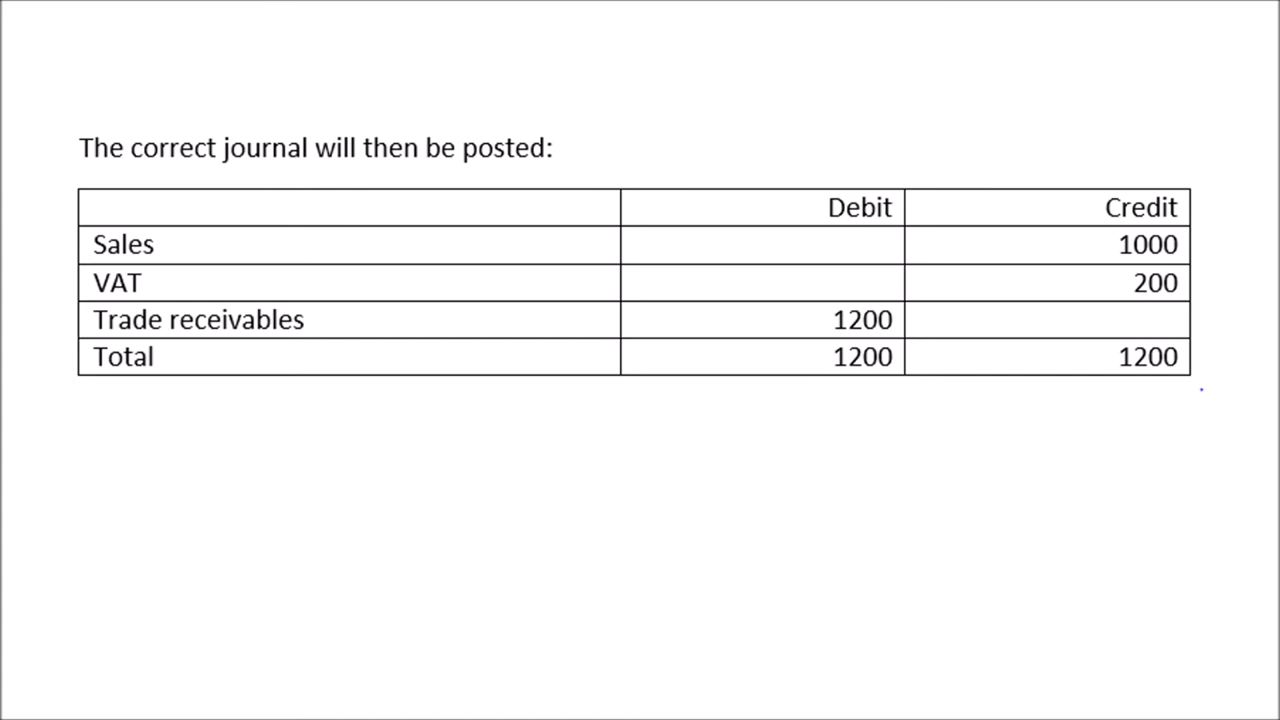 The correct journal will then be posted:
Debit Credit
Sales 1000
VAT 200
Trade receivables 1200
Total 1200 1200